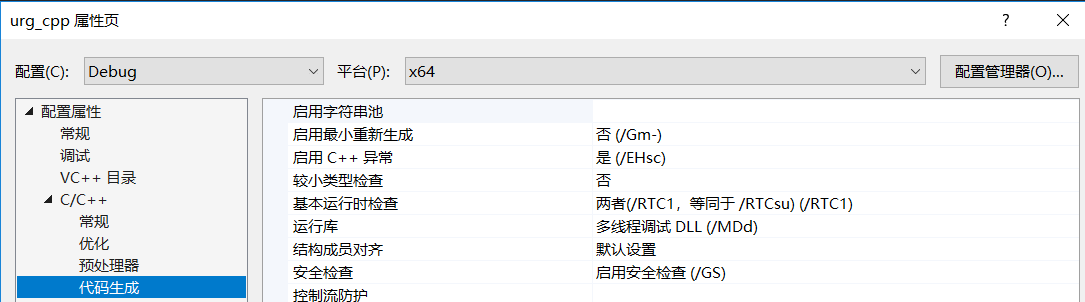 urg_cpp 属性页
?
配置(C): Debug 平台(P): x64 配置管理器(O)...
配置属性
常规
调试
VC++ 目录
C/C++
常规
优化
预处理器
代码生成
启用字符串池
启用最小重新生成 否 (/Gm-)
启用 C++ 异常 是 (/EHsc)
较小类型检查 否
基本运行时检查 两者(/RTC1，等同于 /RTCsu) (/RTC1)
运行库 多线程调试 DLL (/MDd)
结构成员对齐 默认设置
安全检查 启用安全检查 (/GS)
控制流防护